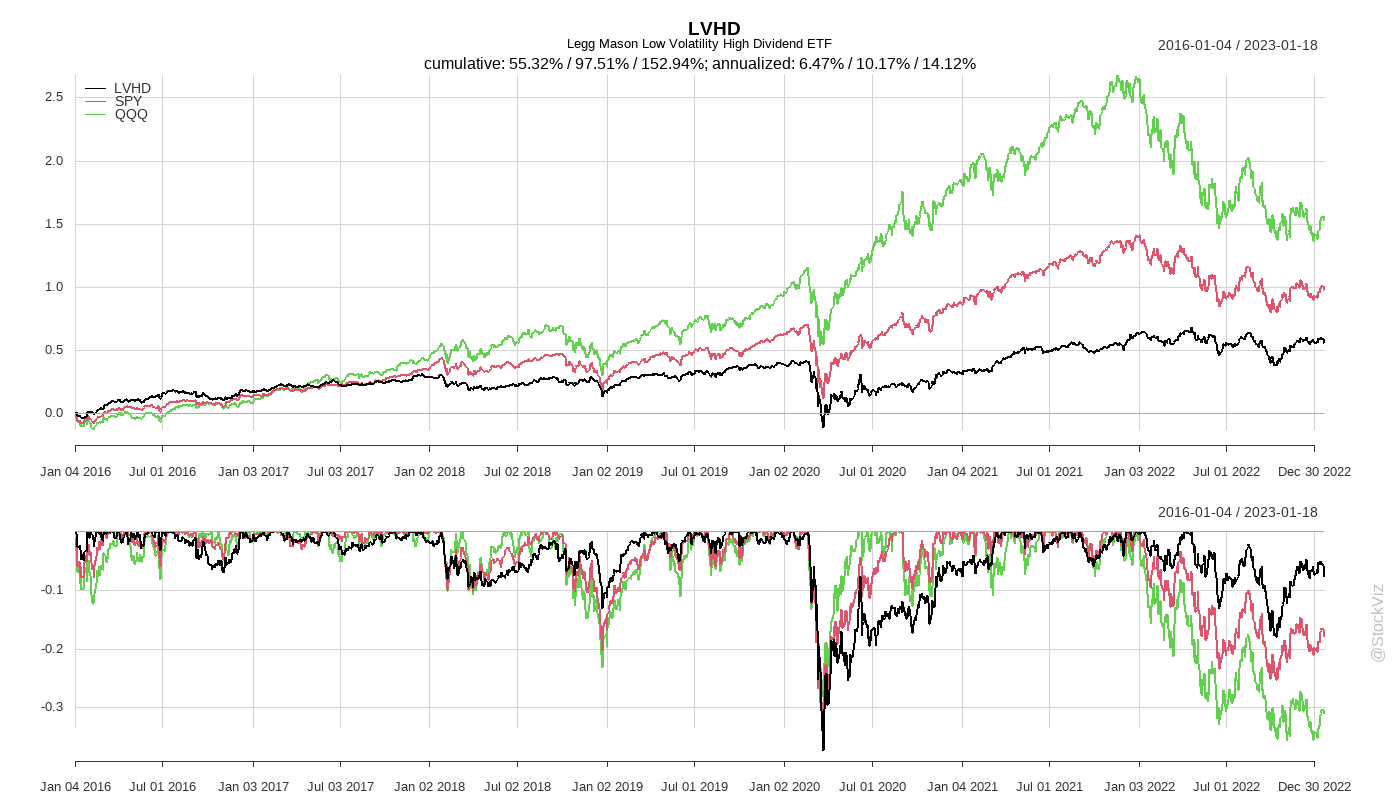 LVHD
Legg Mason Low Volatility High Dividend ETF
2016-01-04 / 2023-01-18
cumulative: 55.32% / 97.51% / 152.94%; annualized: 6.47% / 10.17% / 14.12%
LVHD
SPY
QQQ
2.5
2.0
1.5
1.0
0.5
0.0
Jan 04 2016 Jul 01 2016 Jan 03 2017 Jul 03 2017 Jan 02 2018 Jul 02 2018 Jan 02 2019 Jul 01 2019 Jan 02 2020 Jul 01 2020 Jan 04 2021 Jul 01 2021 Jan 03 2022 Jul 01 2022 Dec 30 2022
2016-01-04 / 2023-01-18
-0.1
-0.2
-0.3
Jan 04 2016 Jul 01 2016 Jan 03 2017 Jul 03 2017 Jan 02 2018 Jul 02 2018 Jan 02 2019 Jul 01 2019 Jan 02 2020 Jul 01 2020 Jan 04 2021 Jul 01 2021 Jan 03 2022 Jul 01 2022 Dec 30 2022
@StockViz